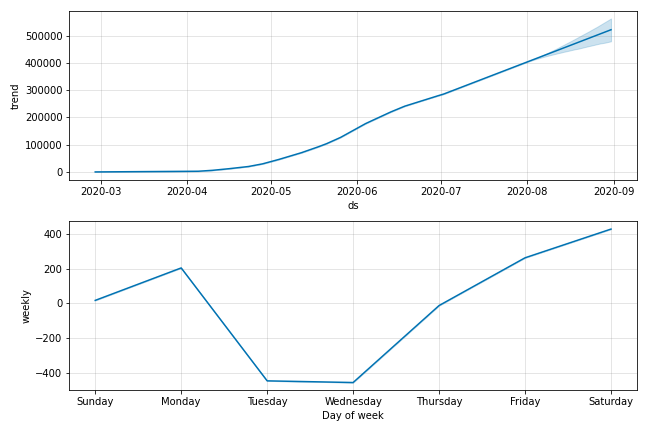 500000
400000
300000
200000
100000
0
trend
2020-03 2020-04 2020-05 2020-06 2020-07 2020-08 2020-09
ds
400
200
0
−200
−400
weekly
Sunday Monday Tuesday Wednesday Thursday Friday Saturday
Day of week